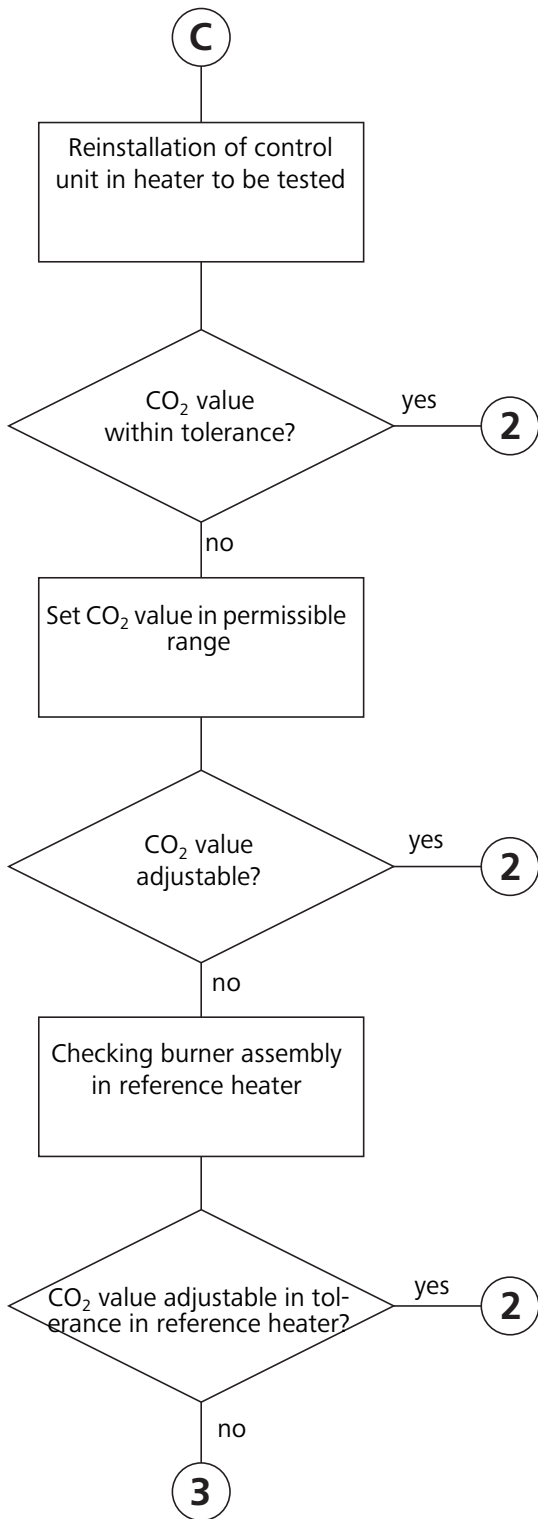 C
Reinstallation of control
unit in heater to be tested
CO₂ value
within tolerance?
yes
2
no
Set CO₂ value in permissible
range
CO₂ value
adjustable?
yes
2
no
Checking burner assembly
in reference heater
CO₂ value adjustable in tol-
erance in reference heater?
yes
2
no
3